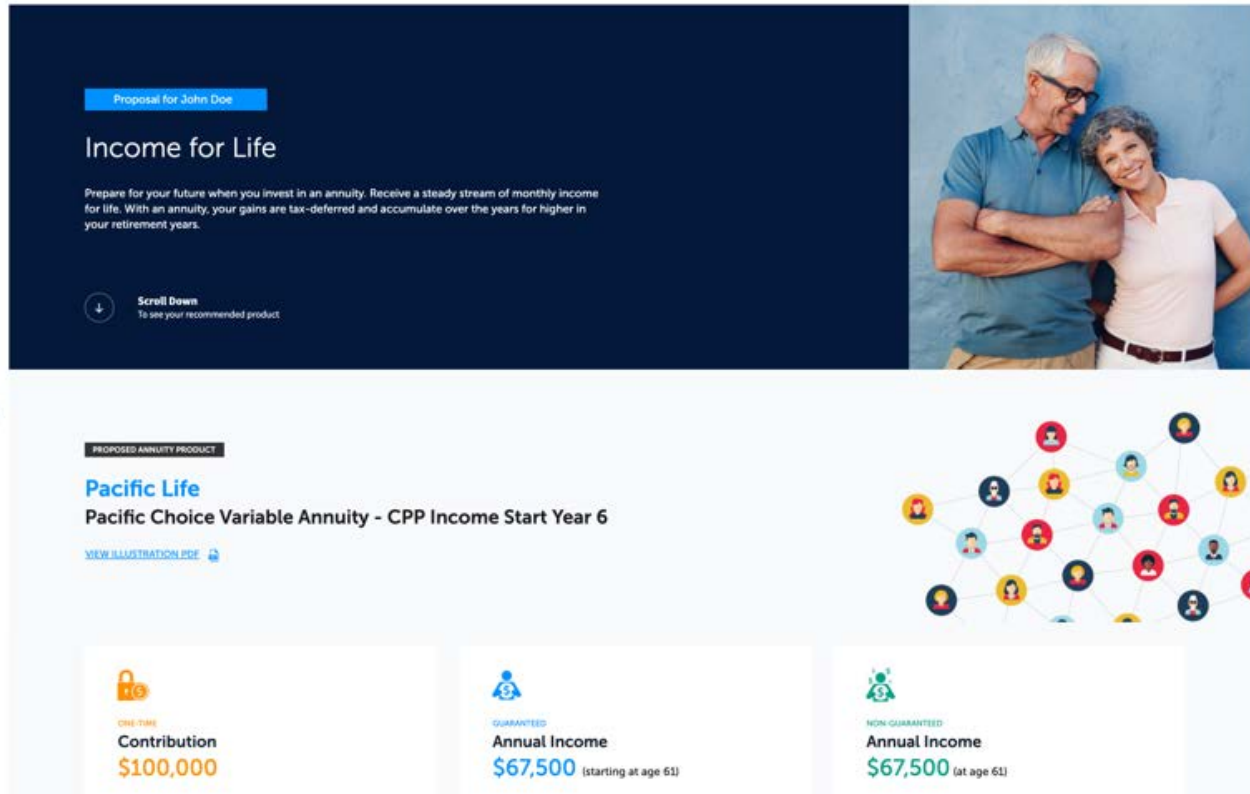 Proposal for John Doe
Income for Life
Prepare for your future when you invest in an annuity. Receive a steady stream of monthly income
for life. With an annuity, your gains are tax-deferred and accumulate over the years for higher in
your retirement years.
Scroll Down
To see your recommended product
PROPOSED ANNUITY PRODUCT
Pacific Life
Pacific Choice Variable Annuity - CPP Income Start Year 6
VIEW ILLUSTRATION PDF
ONE-TIME
Contribution
$100,000
GUARANTEED
Annual Income
$67,500 (starting at age 61)
NON-GUARANTEED
Annual Income
$67,500 (at age 61)